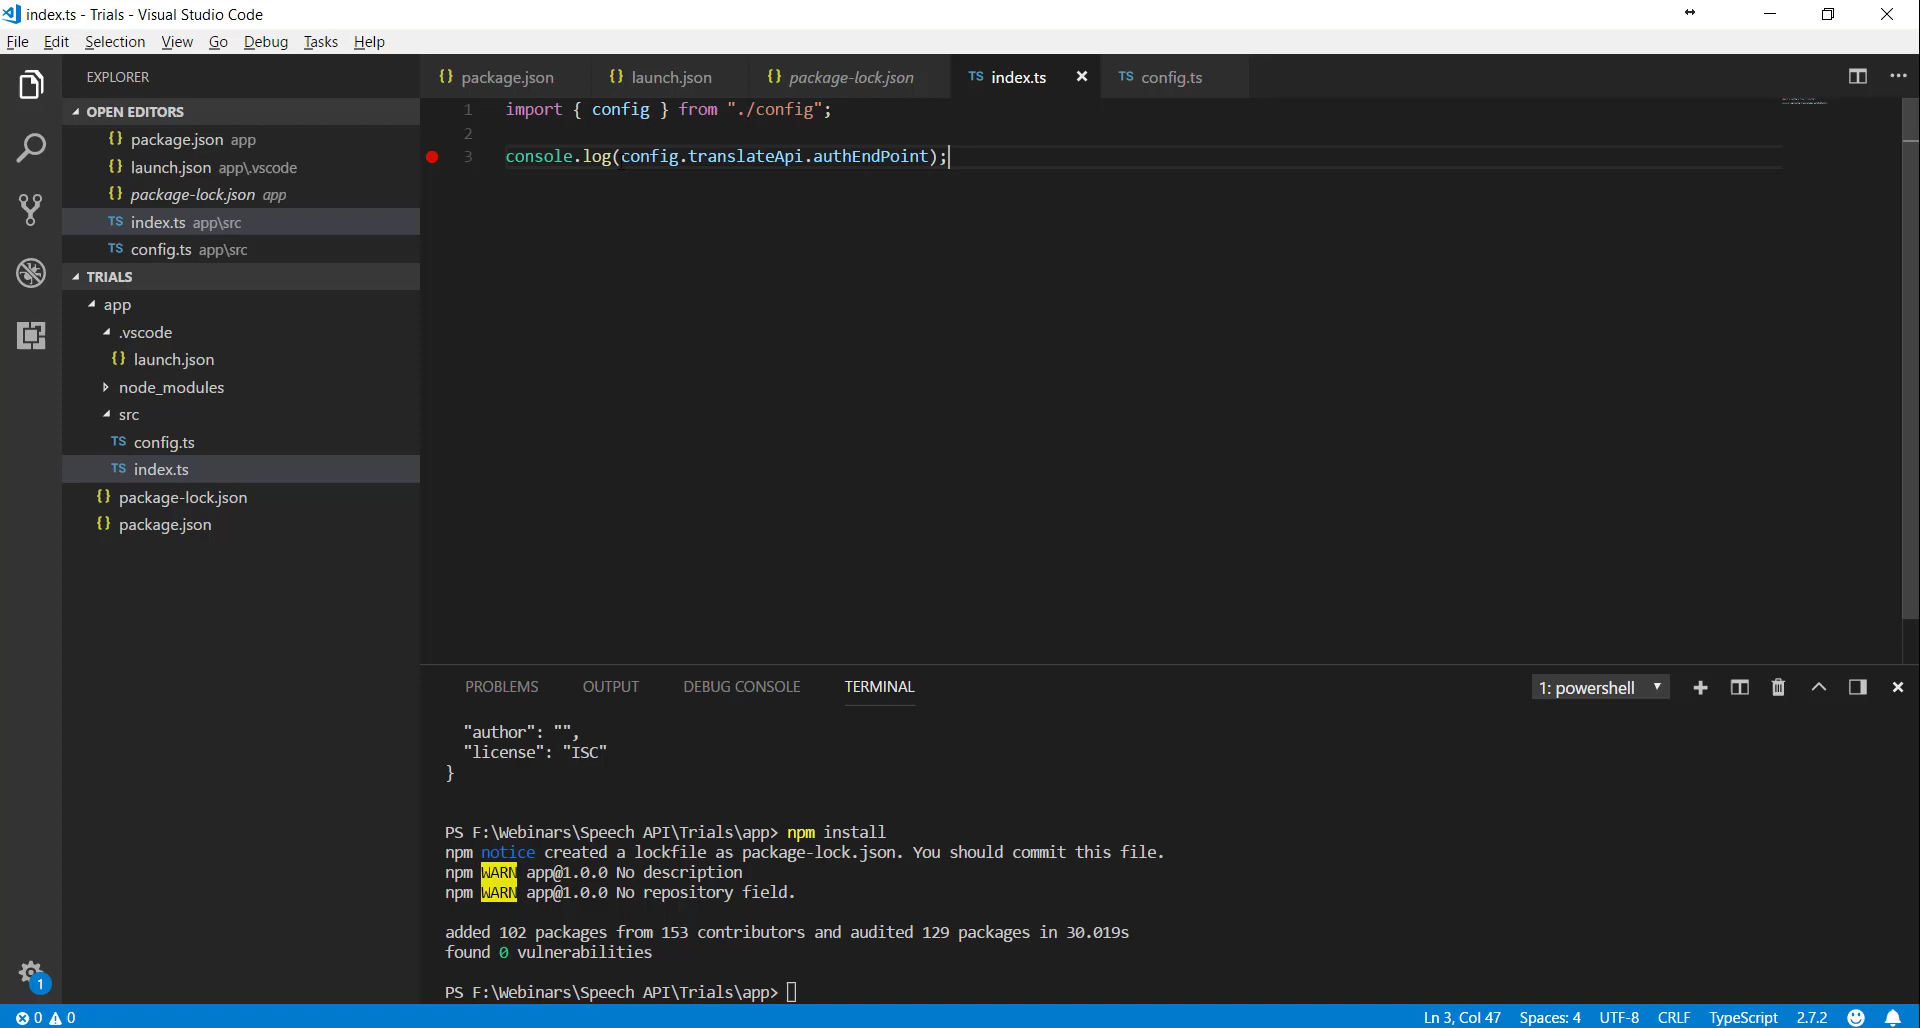 index.ts - Trials - Visual Studio Code
File Edit Selection View Go Debug Tasks Help
EXPLORER
OPEN EDITORS
{} package.json app
{} launch.json app\.vscode
{} package-lock.json app
TS index.ts app\src
TS config.ts app\src
TRIALS
app
.vscode
{} launch.json
node_modules
src
TS config.ts
TS index.ts
{} package-lock.json
{} package.json
1
{} package.json {} launch.json {} package-lock.json TS index.ts TS config.ts
1 import { config } from "./config";
2
3 console.log(config.translateApi.authEndPoint);
PROBLEMS OUTPUT DEBUG CONSOLE TERMINAL 1: powershell
"author": "",
"license": "ISC"
}
PS F:\Webinars\Speech API\Trials\app> npm install
npm notice created a lockfile as package-lock.json. You should commit this file.
npm WARN app@1.0.0 No description
npm WARN app@1.0.0 No repository field.
added 102 packages from 153 contributors and audited 129 packages in 30.019s
found 0 vulnerabilities
PS F:\Webinars\Speech API\Trials\app>
0 0 Ln 3, Col 47 Spaces: 4 UTF-8 CRLF TypeScript 2.7.2